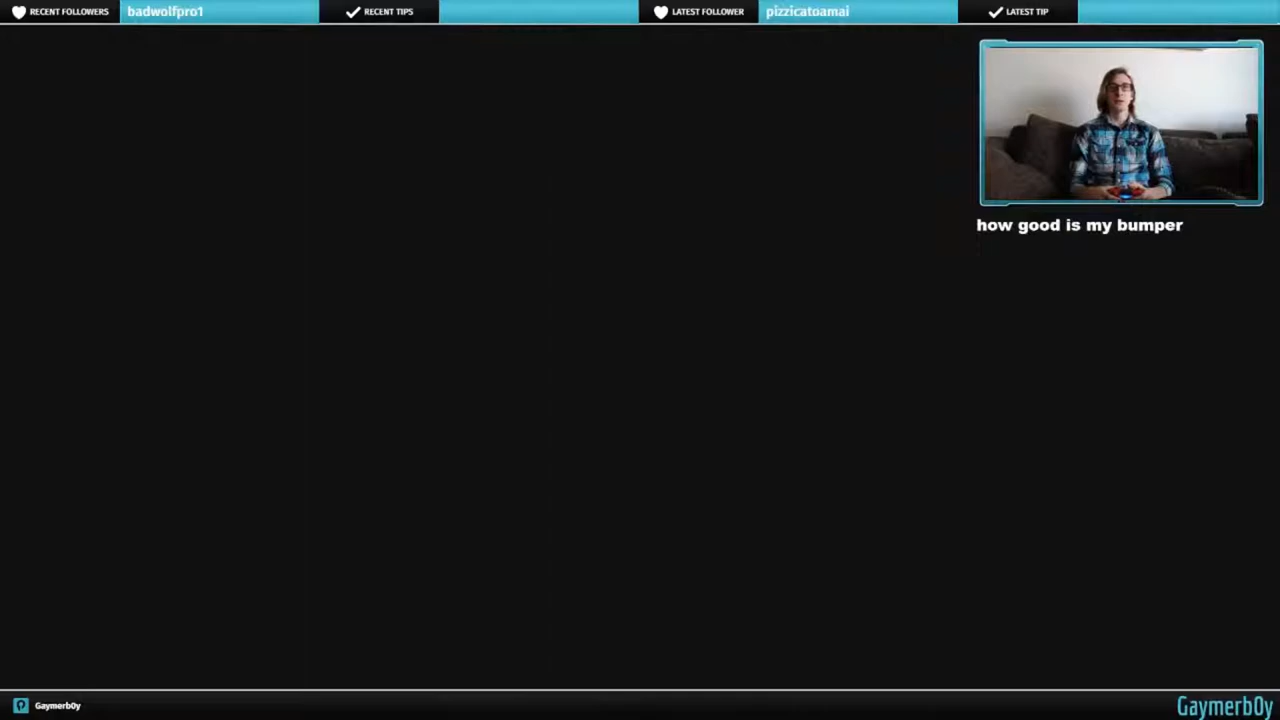 RECENT FOLLOWERS badwolfpro1 RECENT TIPS LATEST FOLLOWER pizzicatoamai LATEST TIP
how good is my bumper
Gaymerb0y Gaymerb0y